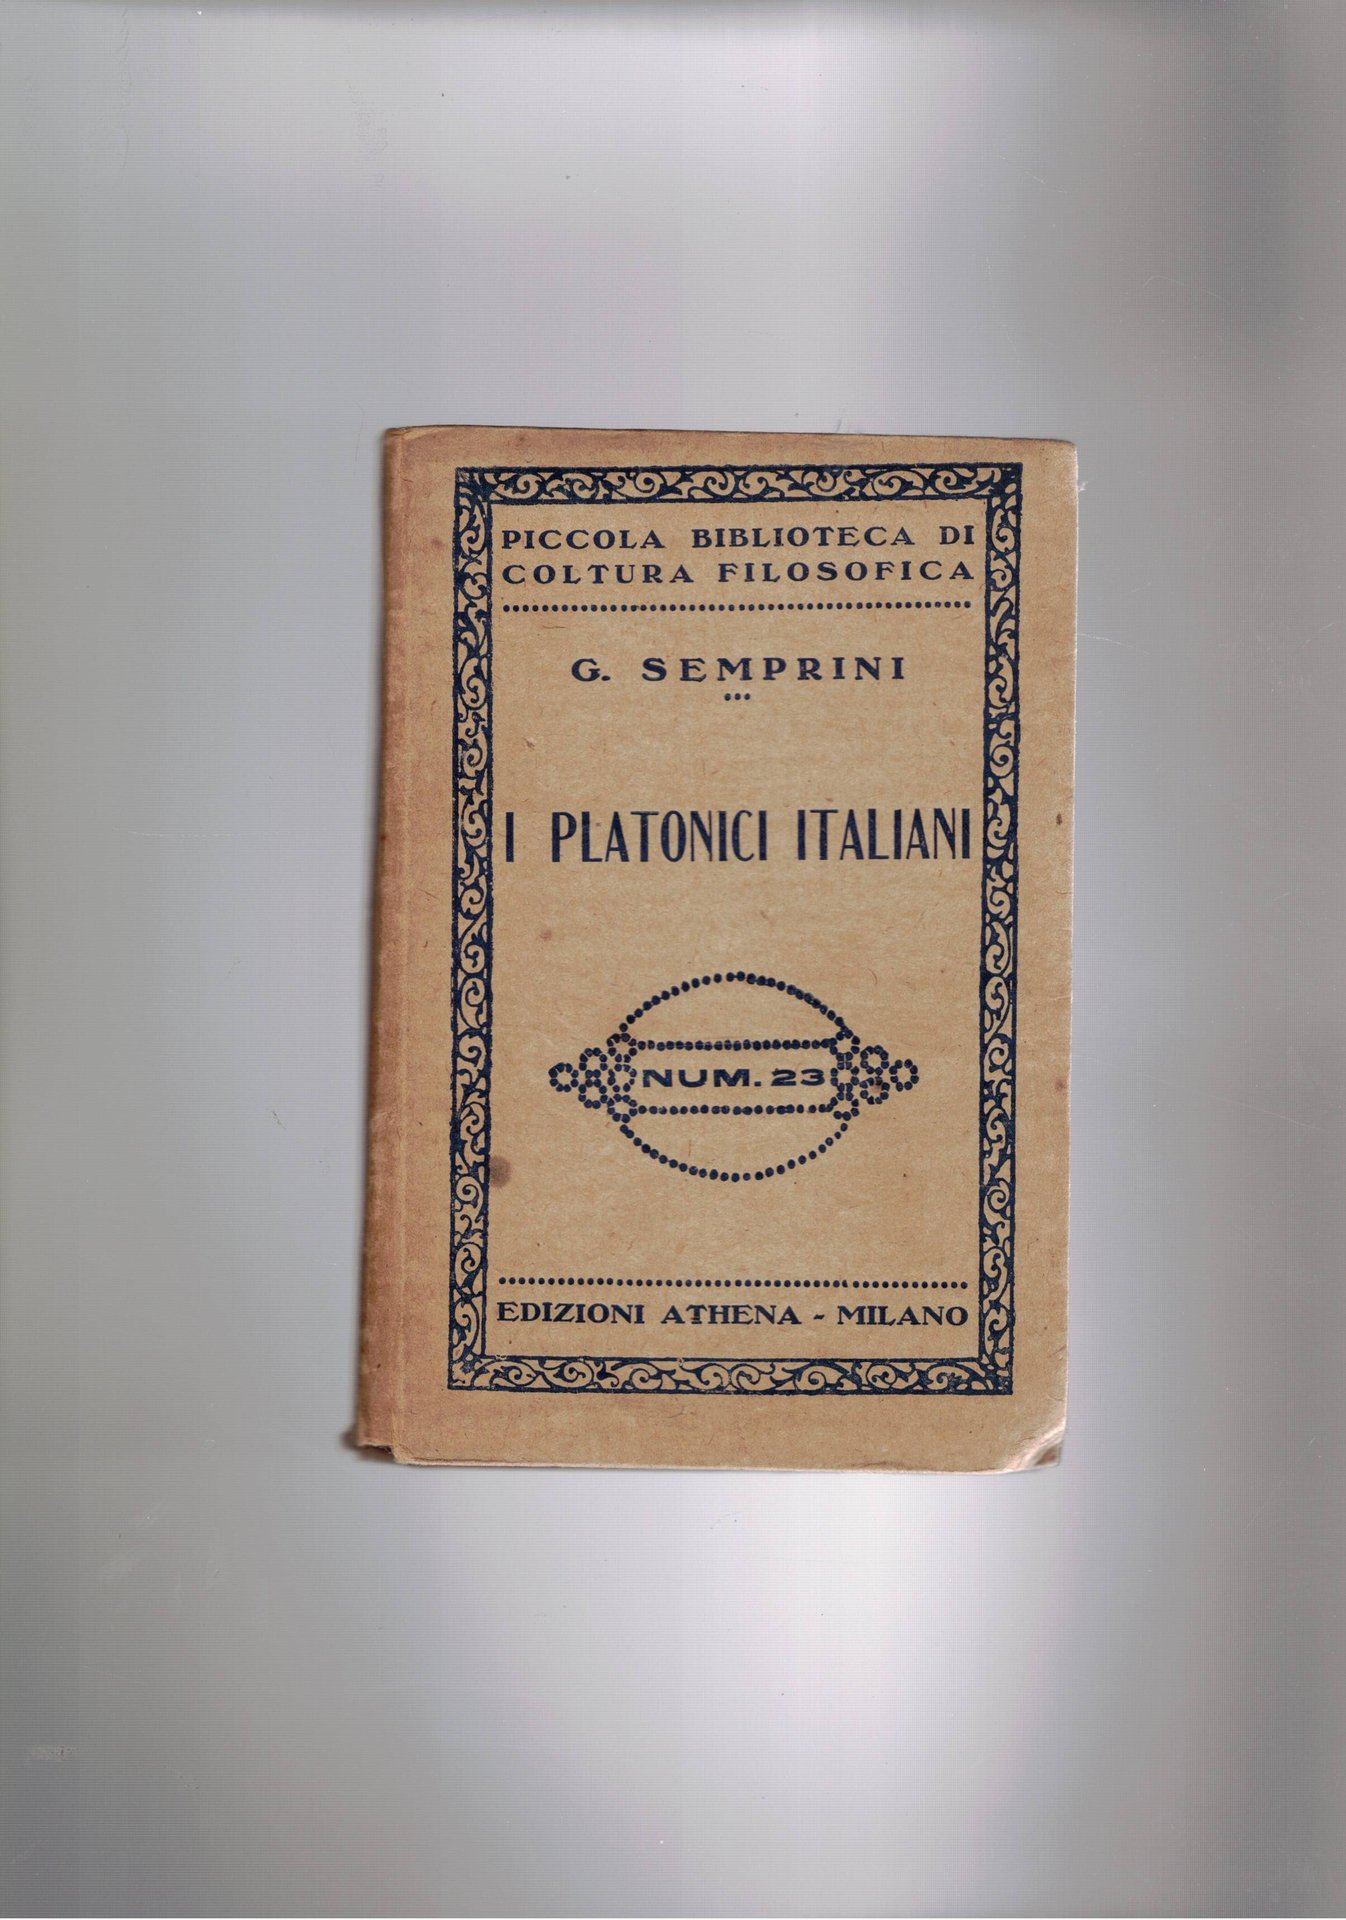 PICCOLA BIBLIOTECA DI
COLTURA FILOSOFICA
G. SEMPRINI
I PLATONICI ITALIANI
NUM. 23
EDIZIONI ATHENA - MILANO